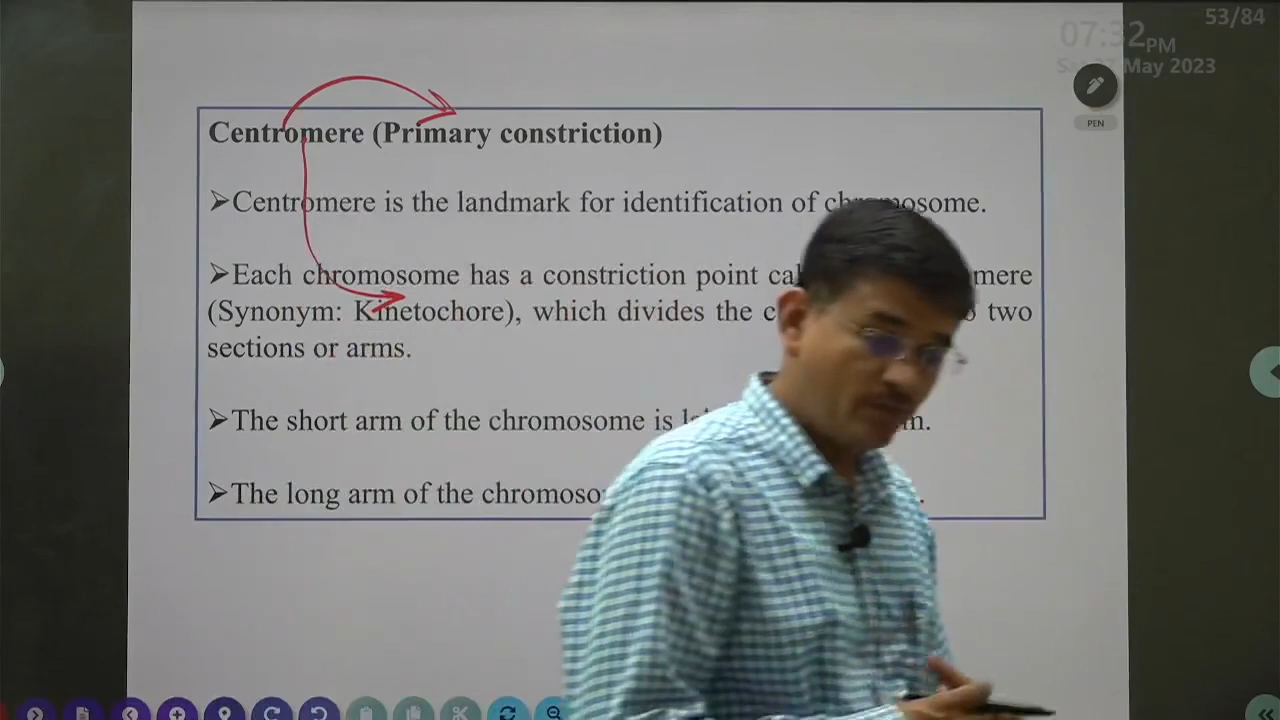 53/84
07:32PM
May 2023
PEN
Centromere (Primary constriction)
➢Centromere is the landmark for identification of chromosome.
➢Each chromosome has a constriction point
(Synonym: Kinetochore), which divides the two
sections or arms.
➢The short arm of the chromosome is
➢The long arm of the